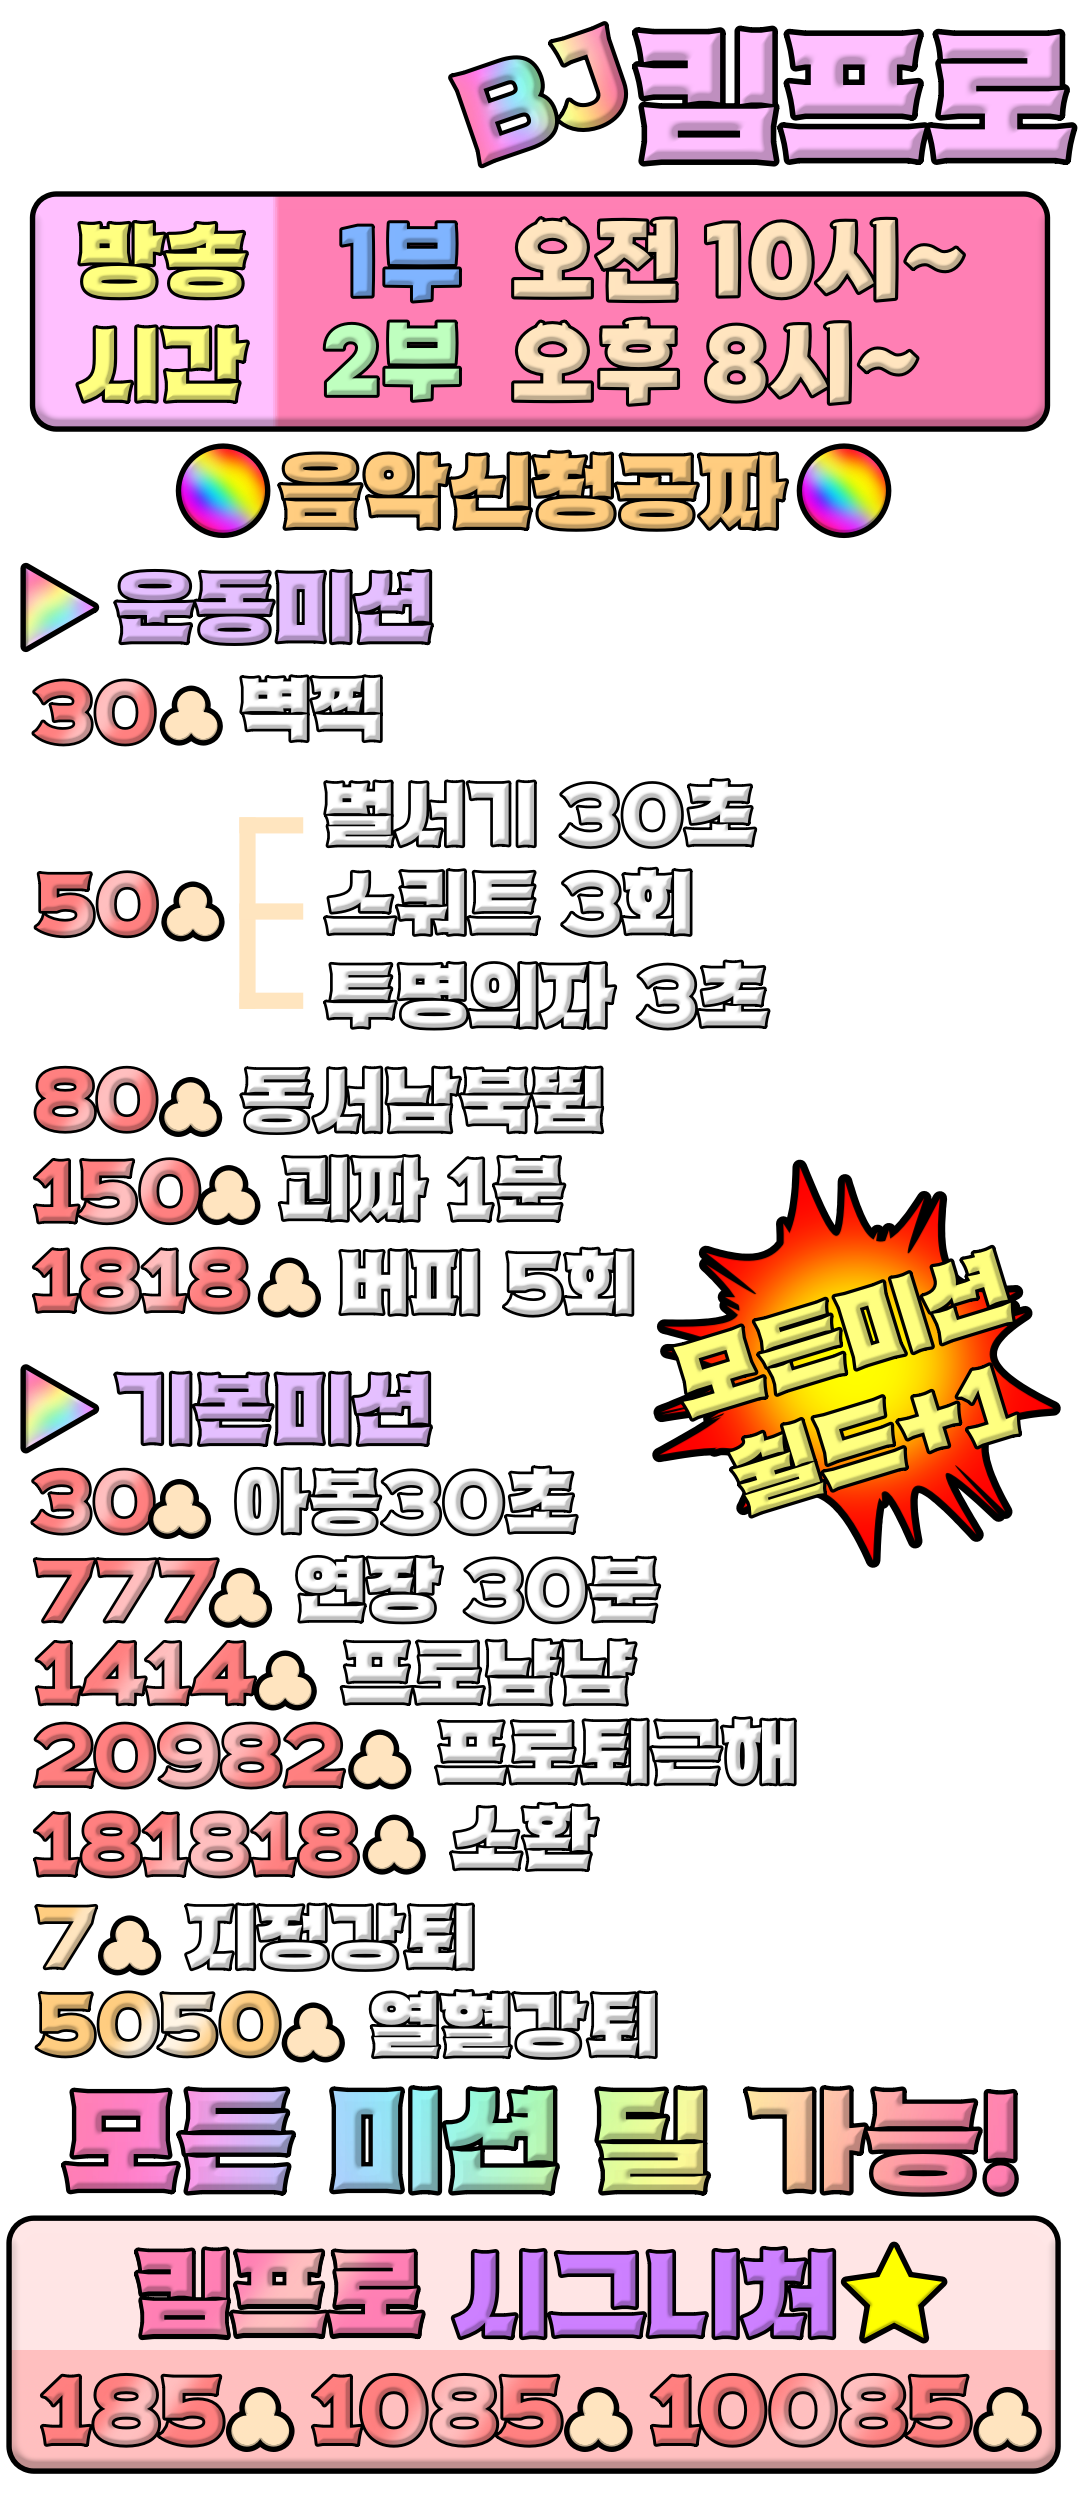 BJ킴프로
방송 1부 오전 10시~
시간 2부 오후 8시~
음악신청공짜
운동미션
30 벽찍
벌서기 30초
50 스쿼트 3회
투명의자 3초
80 동서남북뜀
150 괴짜 1분
1818 버피 5회
모든미션
쉴드+1
기본미션
30 야봉30초
777 연장 30분
1414 프로냠냠
20982 프로퇴근해
181818 소환
7 지정강퇴
5050 열혈강퇴
모든 미션 딜 가능!
킴프로 시그니쳐
185 1085 10085